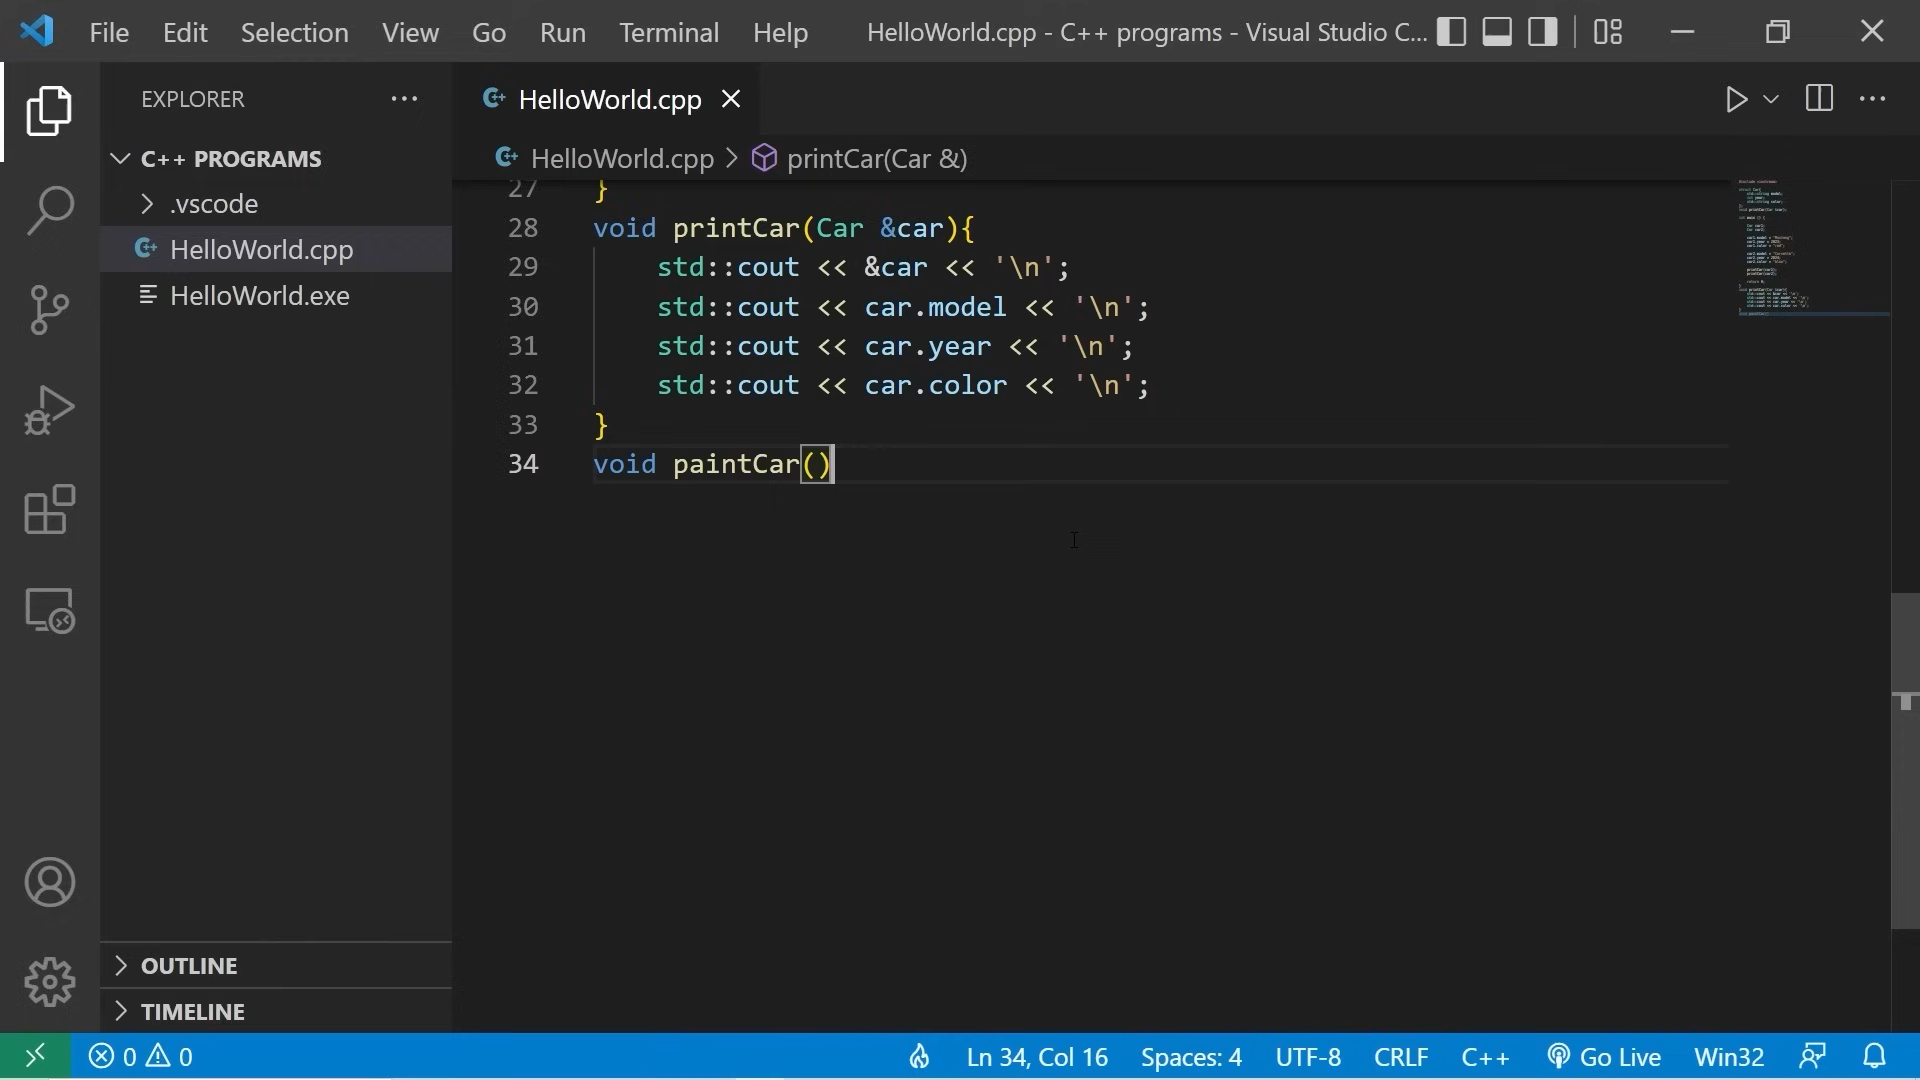 File Edit Selection View Go Run Terminal Help HelloWorld.cpp - C++ programs - Visual Studio C...
EXPLORER
C++ PROGRAMS
.vscode
HelloWorld.cpp
HelloWorld.exe
OUTLINE
TIMELINE
HelloWorld.cpp
HelloWorld.cpp > printCar(Car &)
27 }
28 void printCar(Car &car){
29 std::cout << &car << '\n';
30 std::cout << car.model << '\n';
31 std::cout << car.year << '\n';
32 std::cout << car.color << '\n';
33 }
34 void paintCar()
0 0 Ln 34, Col 16 Spaces: 4 UTF-8 CRLF C++ Go Live Win32